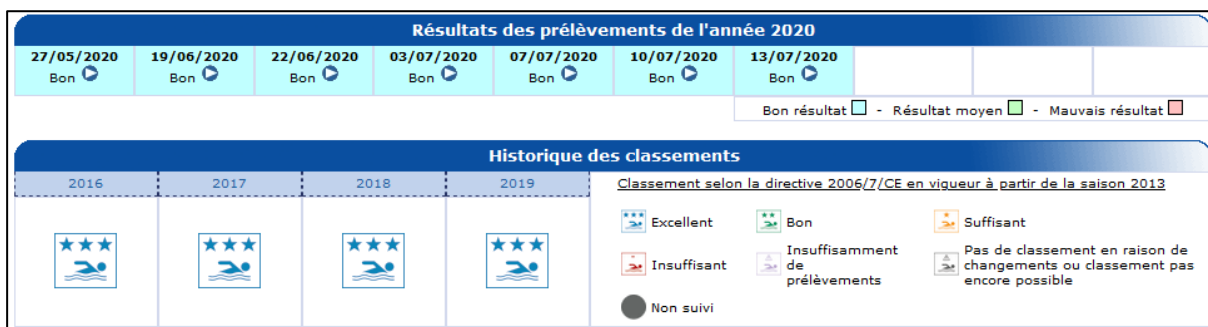 Résultats des prélèvements de l'année 2020
27/05/2020 19/06/2020 22/06/2020 03/07/2020 07/07/2020 10/07/2020 13/07/2020
Bon Bon Bon Bon Bon Bon Bon
Bon résultat - Résultat moyen - Mauvais résultat
Historique des classements
2016 2017 2018 2019
Classement selon la directive 2006/7/CE en vigueur à partir de la saison 2013
Excellent Bon Suffisant
Insuffisant
Insuffisamment
de
prélèvements
Pas de classement en raison de
changements ou classement pas
encore possible
Non suivi